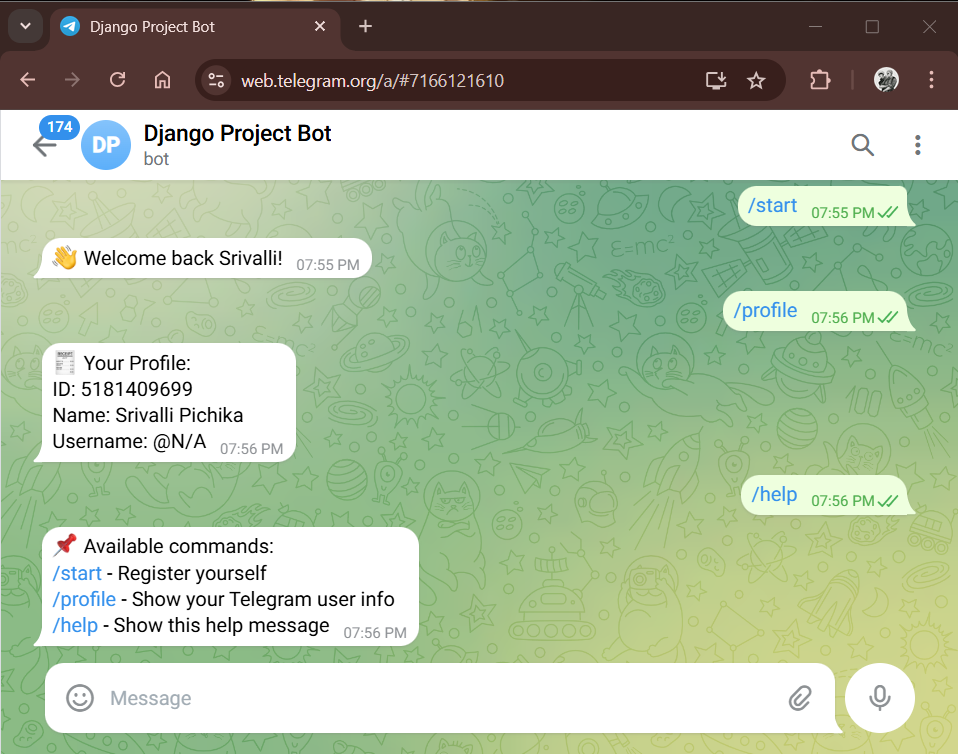 Django Project Bot
web.telegram.org/a/#7166121610
174
DP
Django Project Bot
bot
/start 07:55 PM
👋 Welcome back Srivalli! 07:55 PM
/profile 07:56 PM
🧾 Your Profile:
ID: 5181409699
Name: Srivalli Pichika
Username: @N/A 07:56 PM
/help 07:56 PM
📌 Available commands:
/start - Register yourself
/profile - Show your Telegram user info
/help - Show this help message 07:56 PM
Message